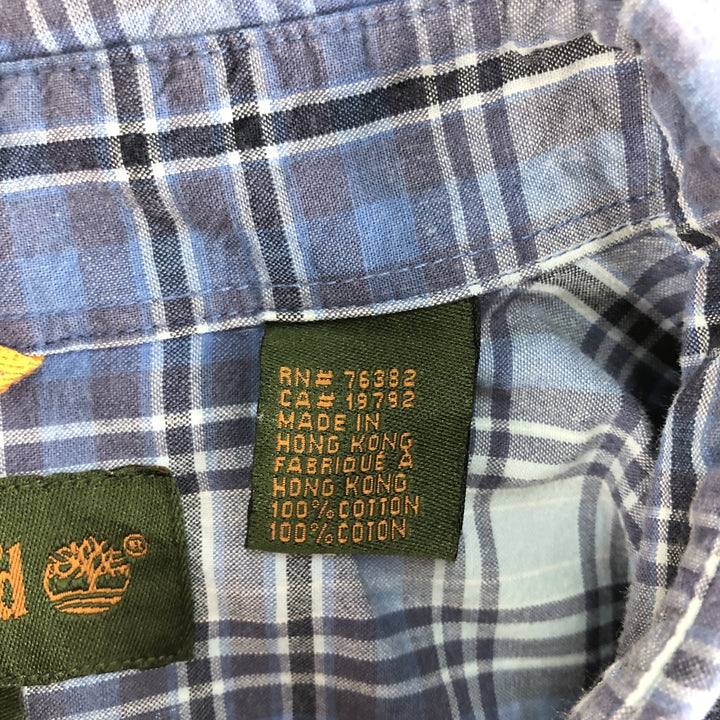 RN# 76382
CA# 19792
MADE IN
HONG KONG
FABRIQUÉ À
HONG KONG
100% COTTON
100% COTON
d ®